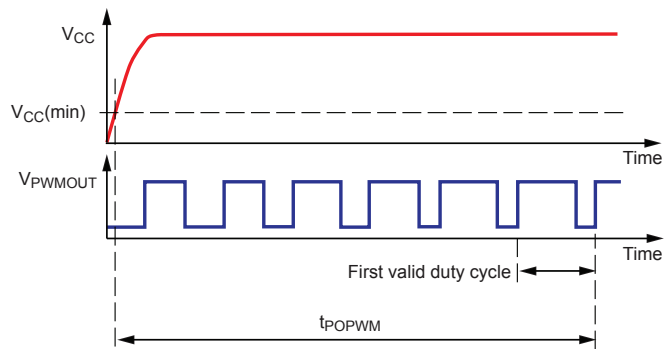 VCC
VCC(min)
Time
VPWMOUT
Time
First valid duty cycle
tPOPWM